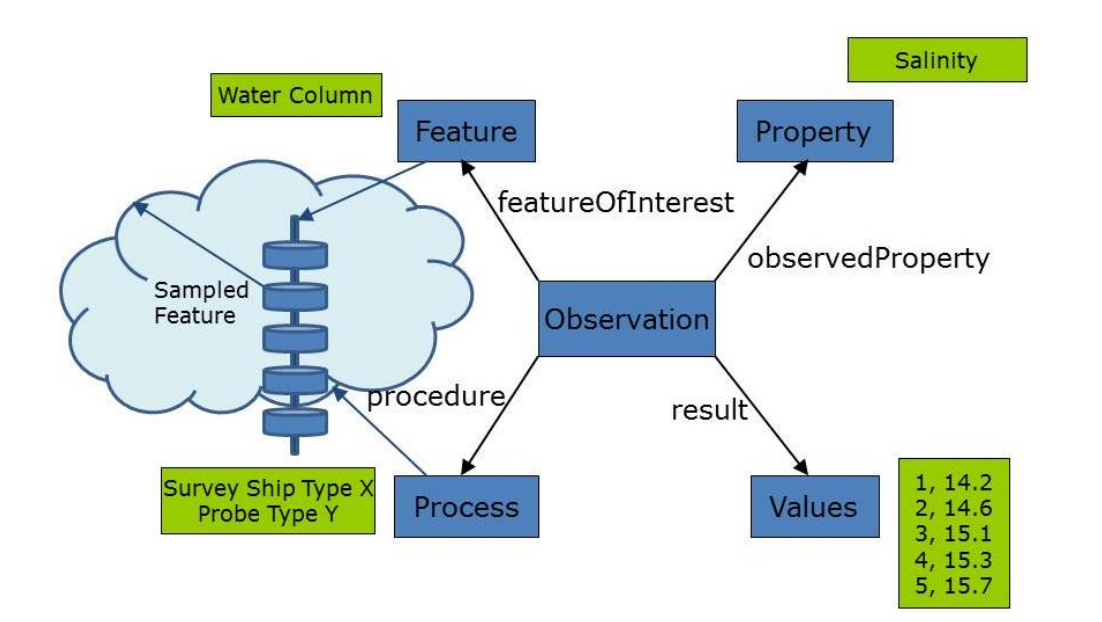 Salinity
Water Column
Feature
Property
featureOfInterest
observedProperty
Sampled
Feature
Observation
procedure
result
Survey Ship Type X
Probe Type Y
Process
Values
1, 14.2
2, 14.6
3, 15.1
4, 15.3
5, 15.7